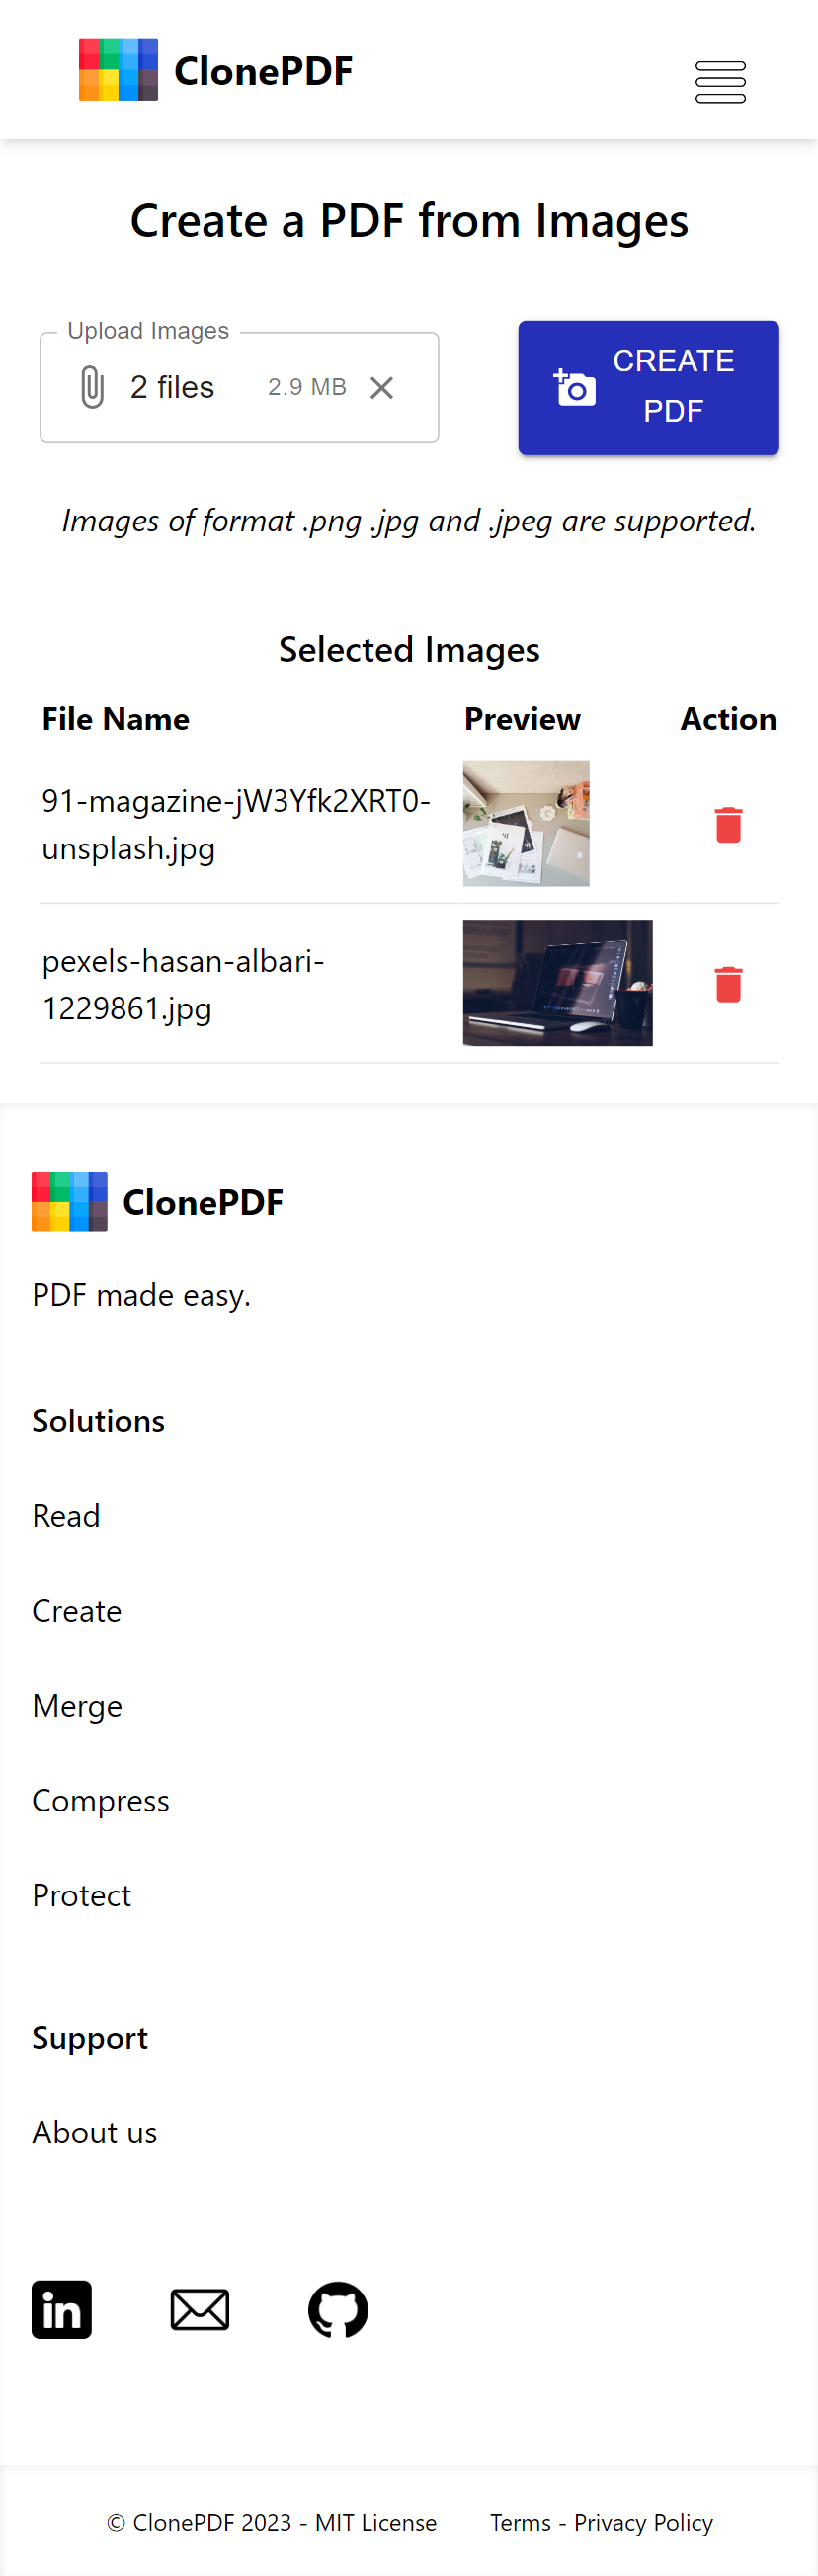 ClonePDF
Create a PDF from Images
Upload Images
2 files 2.9 MB
CREATE
PDF
Images of format .png .jpg and .jpeg are supported.
Selected Images
File Name Preview Action
91-magazine-jW3Yfk2XRT0-
unsplash.jpg
pexels-hasan-albari-
1229861.jpg
ClonePDF
PDF made easy.
Solutions
Read
Create
Merge
Compress
Protect
Support
About us
in
© ClonePDF 2023 - MIT License Terms - Privacy Policy